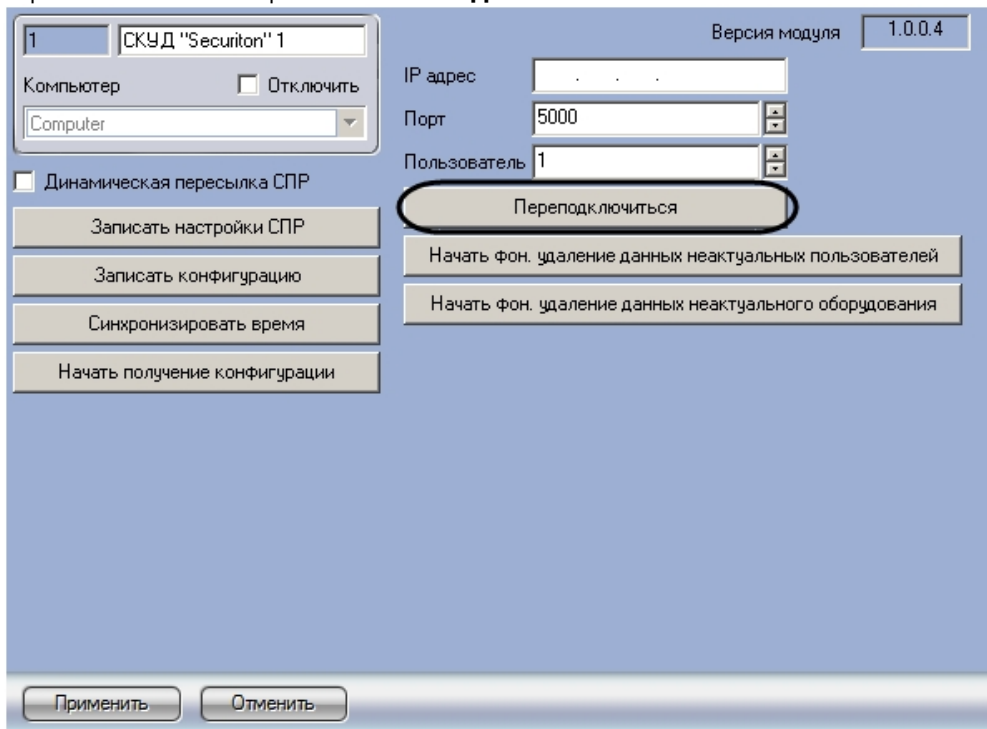 1
СКУД "Securiton" 1
Версия модуля
1.0.0.4
Компьютер
Отключить
Computer
IP адрес
. . .
Порт
5000
Пользователь
1
Динамическая пересылка СПР
Переподключиться
Записать настройки СПР
Начать фон. удаление данных неактуальных пользователей
Записать конфигурацию
Начать фон. удаление данных неактуального оборудования
Синхронизировать время
Начать получение конфигурации
Применить
Отменить